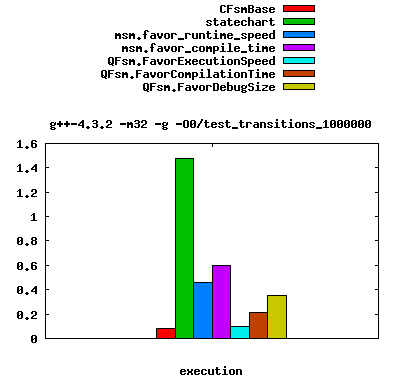 CFsmBase
statechart
msm.favor_runtime_speed
msm.favor_compile_time
QFsm.FavorExecutionSpeed
QFsm.FavorCompilationTime
QFsm.FavorDebugSize
g++-4.3.2 -m32 -g -O0/test_transitions_1000000
1.6
1.4
1.2
1
0.8
0.6
0.4
0.2
0
execution